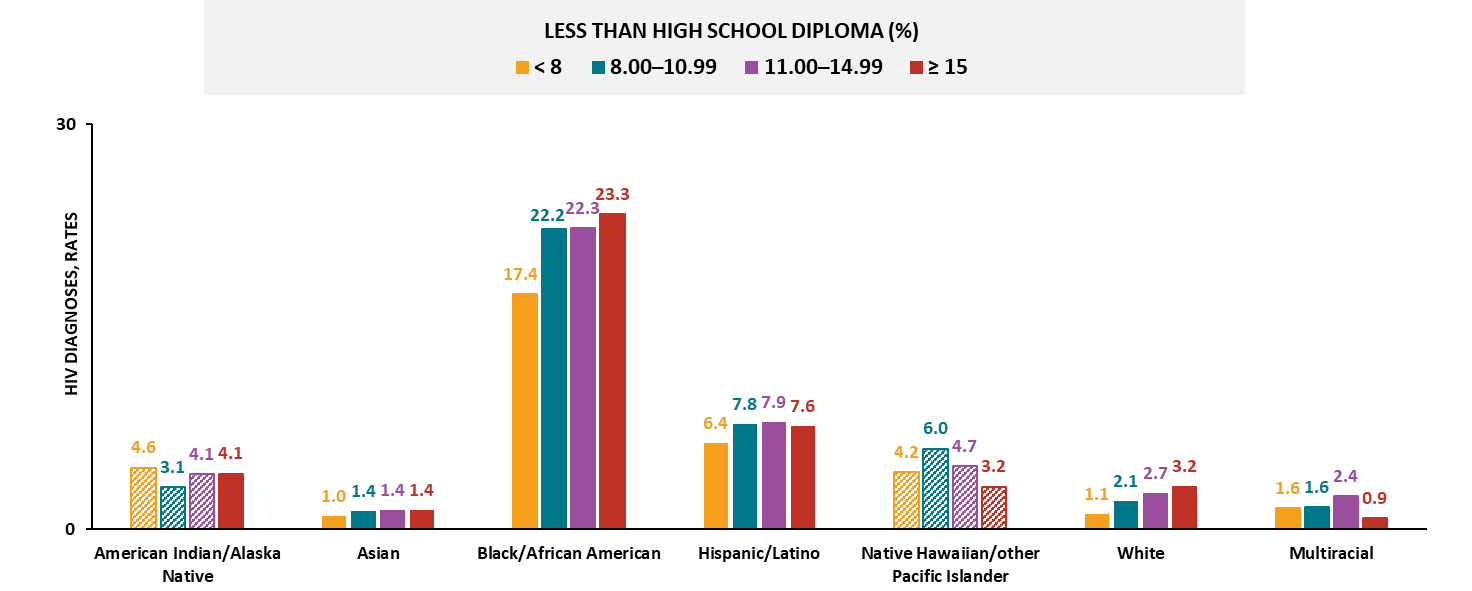 LESS THAN HIGH SCHOOL DIPLOMA (%)
< 8 8.00–10.99 11.00–14.99 ≥ 15
30
HIV DIAGNOSES, RATES
0
4.6 3.1 4.1 4.1
1.0 1.4 1.4 1.4
17.4 22.2 22.3 23.3
6.4 7.8 7.9 7.6
4.2 6.0 4.7 3.2
1.1 2.1 2.7 3.2
1.6 1.6 2.4 0.9
American Indian/Alaska
Native
Asian
Black/African American
Hispanic/Latino
Native Hawaiian/other
Pacific Islander
White
Multiracial